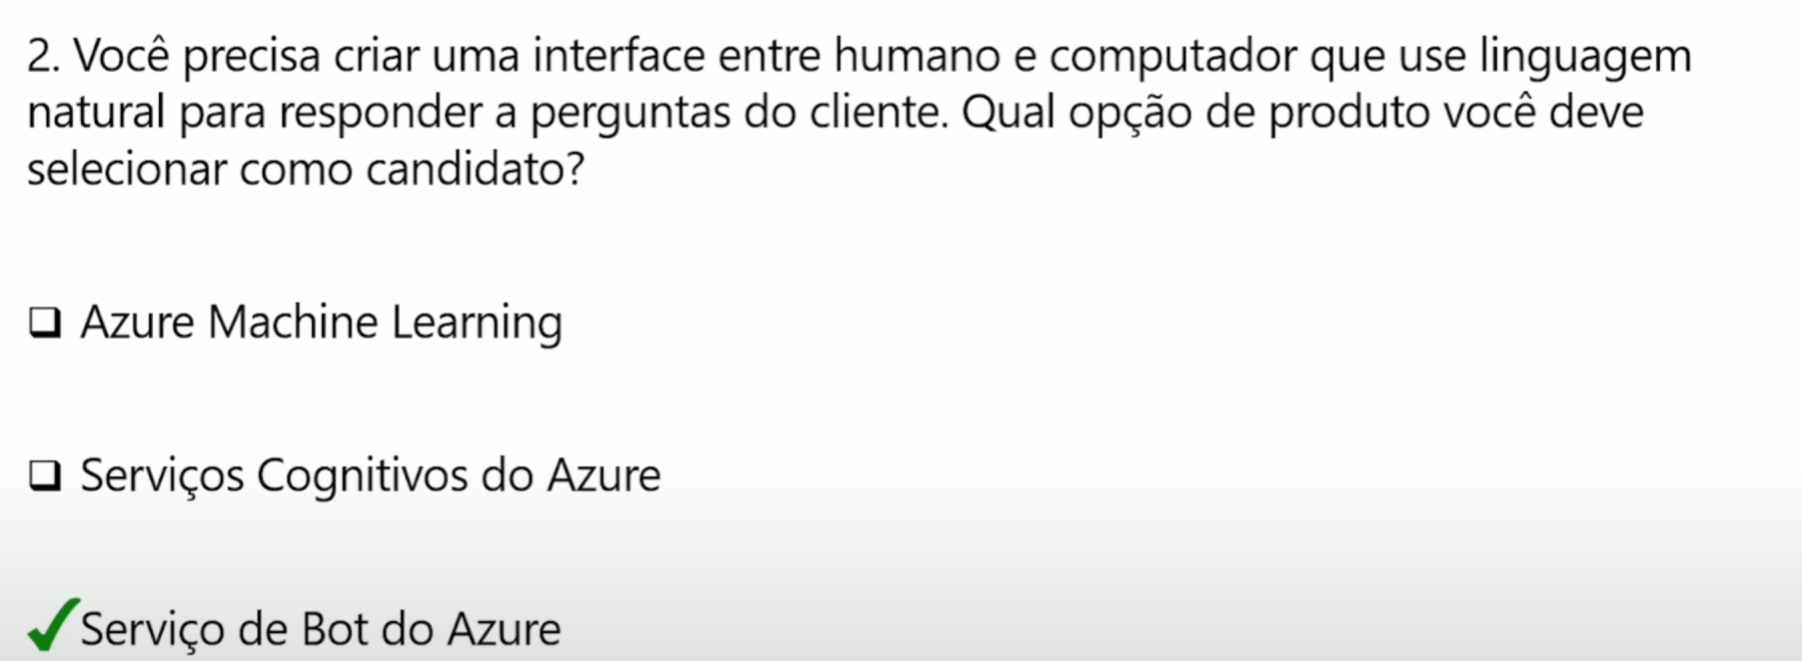 2. Você precisa criar uma interface entre humano e computador que use linguagem
natural para responder a perguntas do cliente. Qual opção de produto você deve
selecionar como candidato?
Azure Machine Learning
Serviços Cognitivos do Azure
Serviço de Bot do Azure